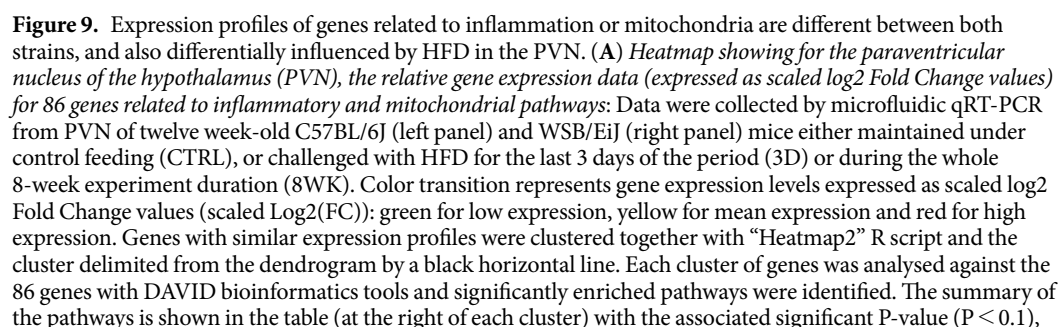 Figure 9. Expression profiles of genes related to inflammation or mitochondria are different between both
strains, and also differentially influenced by HFD in the PVN. (A) Heatmap showing for the paraventricular
nucleus of the hypothalamus (PVN), the relative gene expression data (expressed as scaled log2 Fold Change values)
for 86 genes related to inflammatory and mitochondrial pathways: Data were collected by microfluidic qRT-PCR
from PVN of twelve week-old C57BL/6J (left panel) and WSB/EiJ (right panel) mice either maintained under
control feeding (CTRL), or challenged with HFD for the last 3 days of the period (3D) or during the whole
8-week experiment duration (8WK). Color transition represents gene expression levels expressed as scaled log2
Fold Change values (scaled Log2(FC)): green for low expression, yellow for mean expression and red for high
expression. Genes with similar expression profiles were clustered together with “Heatmap2” R script and the
cluster delimited from the dendrogram by a black horizontal line. Each cluster of genes was analysed against the
86 genes with DAVID bioinformatics tools and significantly enriched pathways were identified. The summary of
the pathways is shown in the table (at the right of each cluster) with the associated significant P-value (P < 0.1),